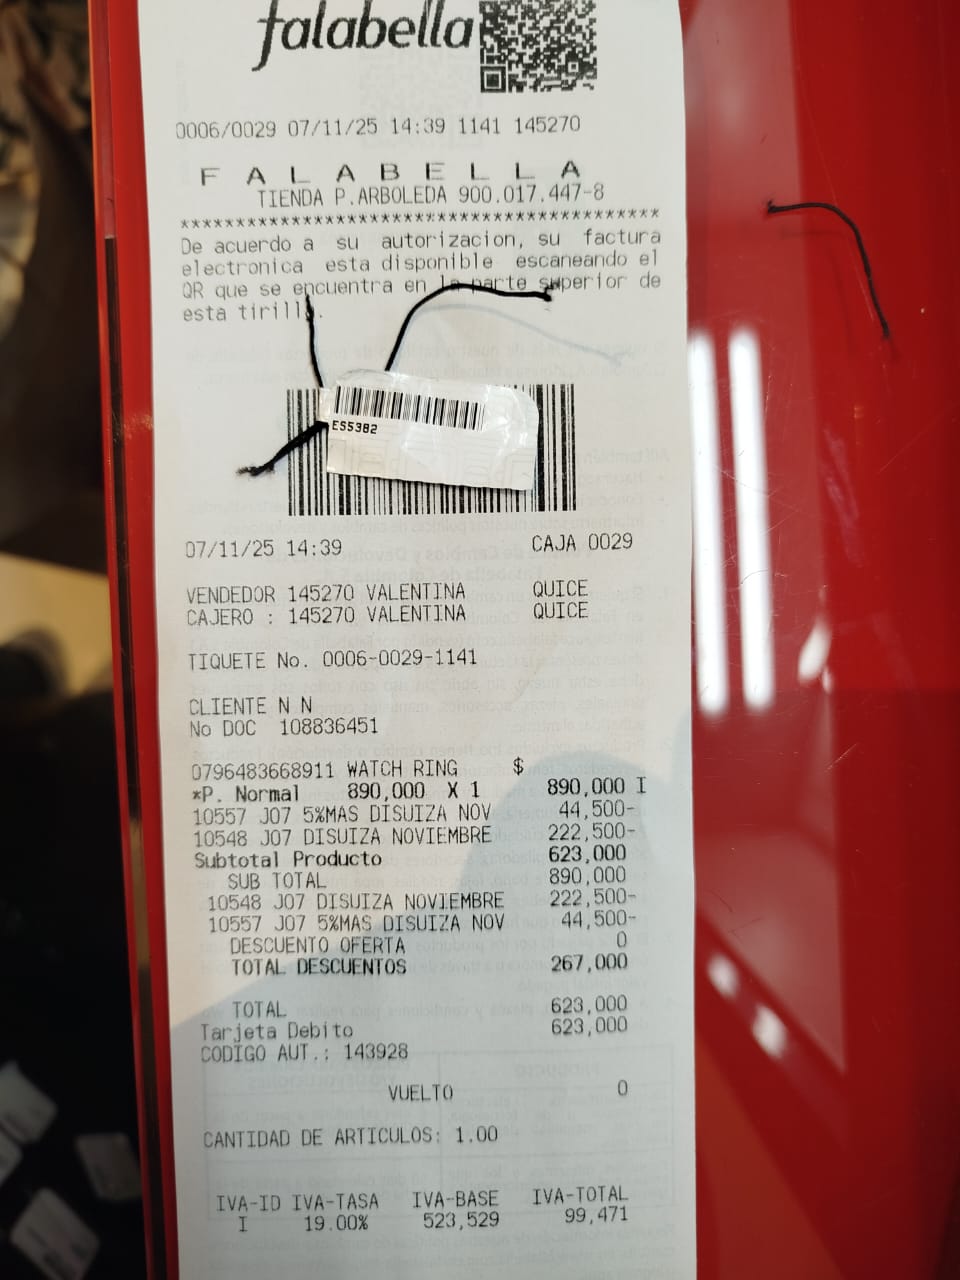 falabella
0006/0029 07/11/25 14:39 1141 145270
F A L A B E L L A
TIENDA P.ARBOLEDA 900.017.447-8
*******************************************
De acuerdo a su autorizacion, su factura
electronica esta disponible escaneando el
QR que se encuentra en la parte superior de
esta tirilla.
ES5382
07/11/25 14:39 CAJA 0029
VENDEDOR 145270 VALENTINA QUICE
CAJERO : 145270 VALENTINA QUICE
TIQUETE No. 0006-0029-1141
CLIENTE N N
No DOC 108836451
0796483668911 WATCH RING $
*P. Normal 890,000 X 1 890,000 I
10557 J07 5%MAS DISUIZA NOV 44,500-
10548 J07 DISUIZA NOVIEMBRE 222,500-
Subtotal Producto 623,000
SUB TOTAL 890,000
10548 J07 DISUIZA NOVIEMBRE 222,500-
10557 J07 5%MAS DISUIZA NOV 44,500-
DESCUENTO OFERTA 0
TOTAL DESCUENTOS 267,000
TOTAL 623,000
Tarjeta Debito 623,000
CODIGO AUT.: 143928
VUELTO 0
CANTIDAD DE ARTICULOS: 1.00
IVA-ID IVA-TASA IVA-BASE IVA-TOTAL
I 19.00% 523,529 99,471